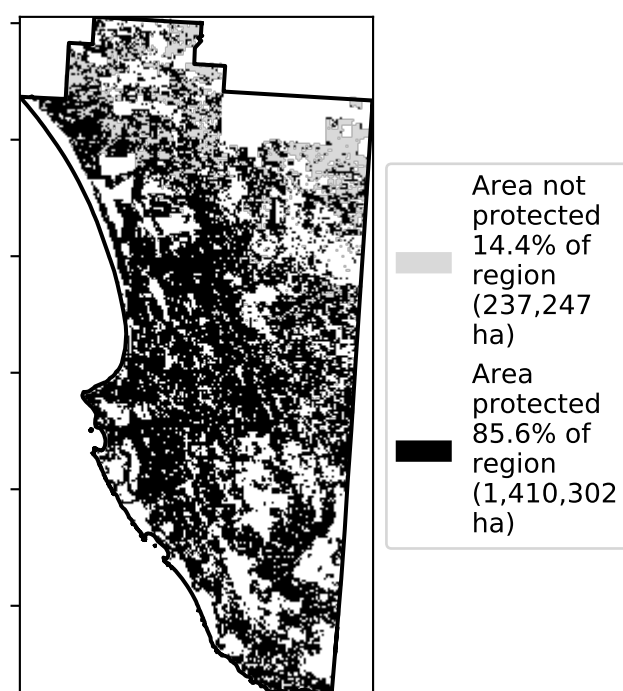 Area not
protected
14.4% of
region
(237,247
ha)
Area
protected
85.6% of
region
(1,410,302
ha)